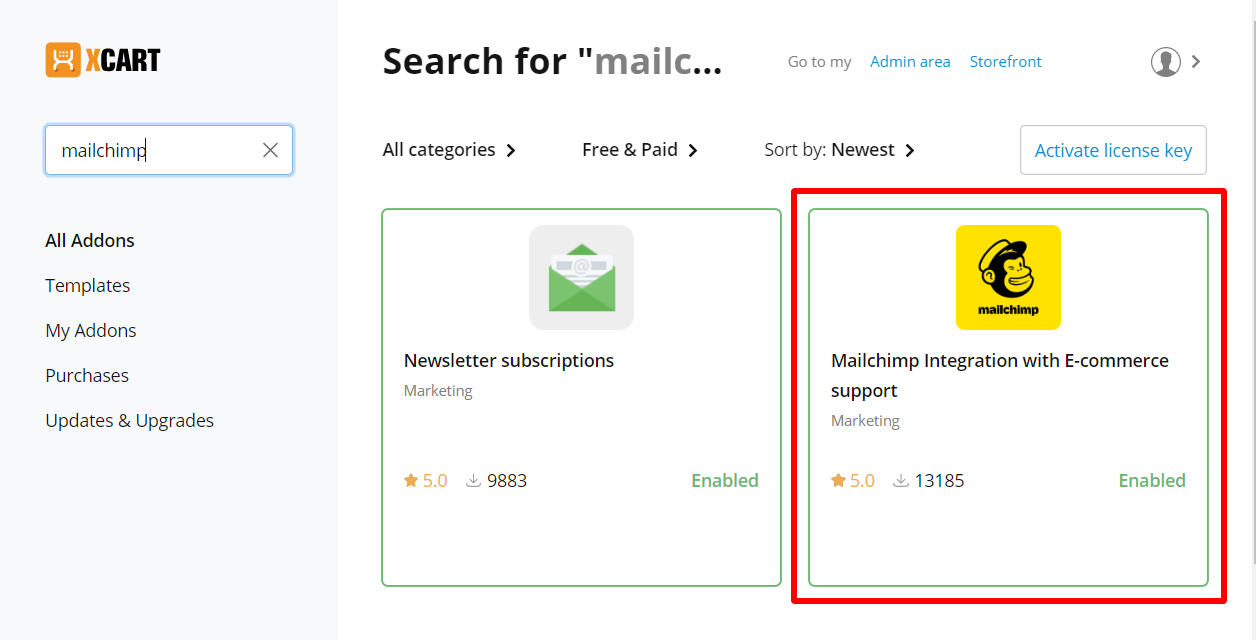 XCART
Search for "mailc...
Go to my Admin area Storefront
mailchimp
All categories
Free & Paid
Sort by: Newest
Activate license key
All Addons
Templates
My Addons
Purchases
Updates & Upgrades
@
Newsletter subscriptions
Marketing
5.0 9883 Enabled
mailchimp
Mailchimp Integration with E-commerce
support
Marketing
5.0 13185 Enabled